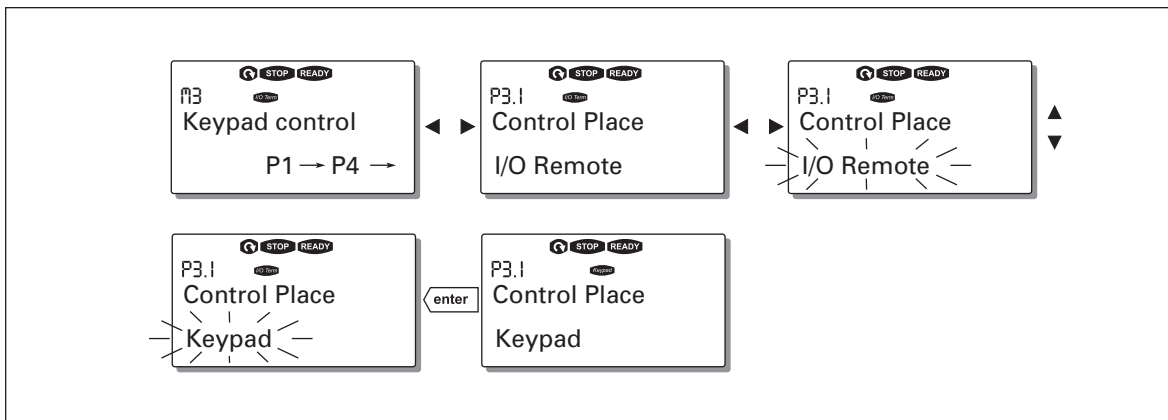 STOP READY
M3 I/O Term
Keypad control
P1 → P4 →
STOP READY
P3.1 I/O Term
Control Place
I/O Remote
STOP READY
P3.1 I/O Term
Control Place
I/O Remote
STOP READY
P3.1 I/O Term
Control Place
Keypad
enter
STOP READY
P3.1 Keypad
Control Place
Keypad